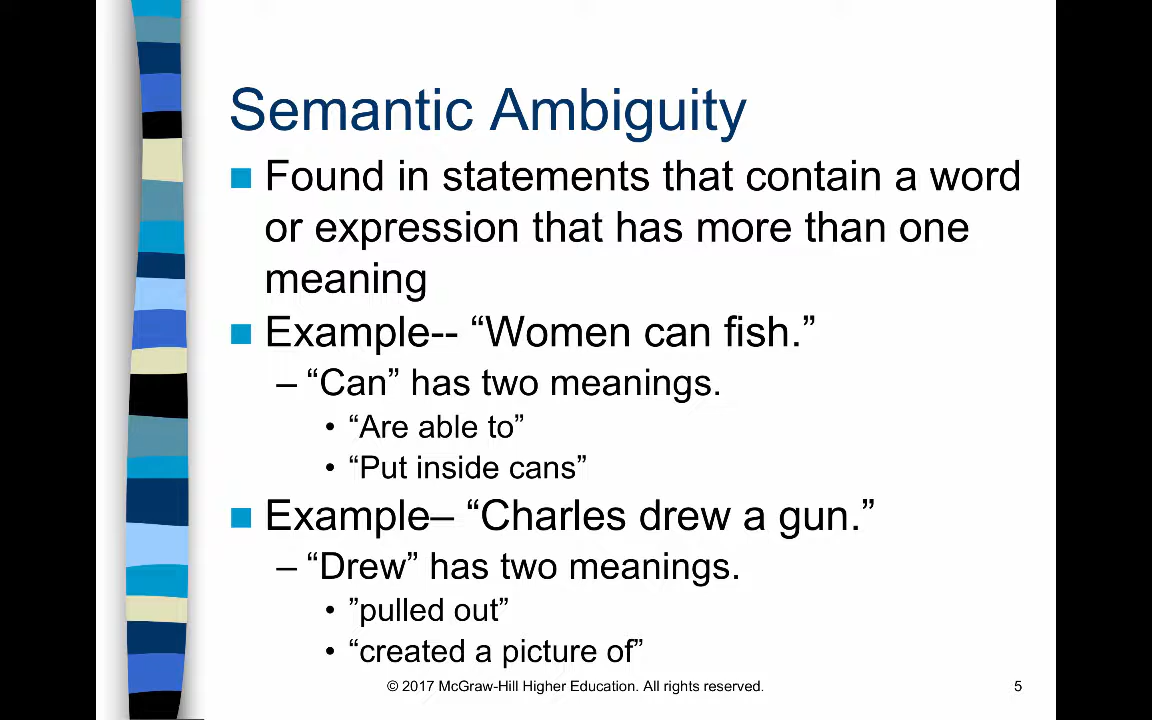 Semantic Ambiguity
■ Found in statements that contain a word
or expression that has more than one
meaning
■ Example-- “Women can fish.”
– “Can” has two meanings.
• “Are able to”
• “Put inside cans”
■ Example– “Charles drew a gun.”
– “Drew” has two meanings.
• ”pulled out”
• “created a picture of”
© 2017 McGraw-Hill Higher Education. All rights reserved.
5